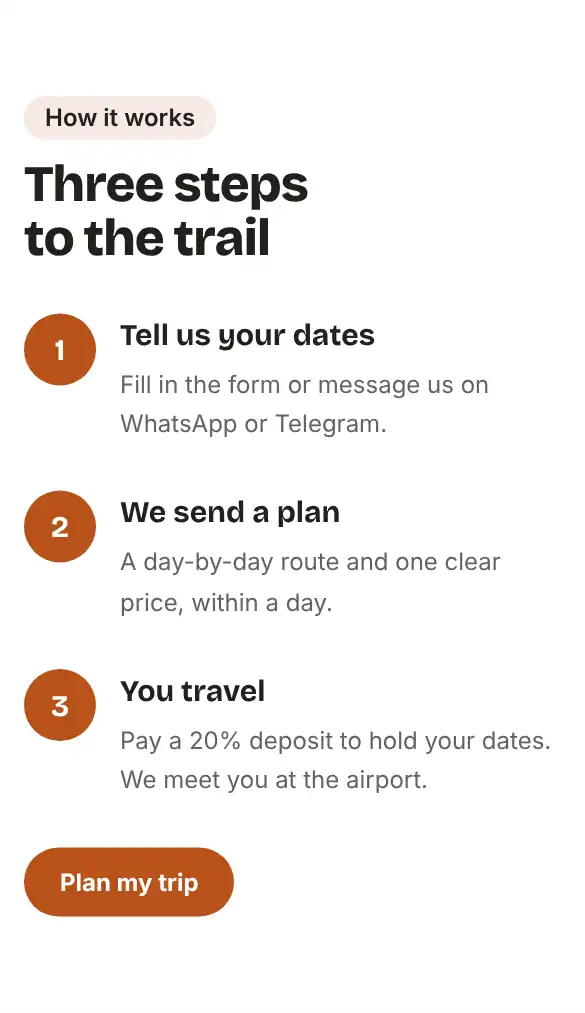 How it works
Three steps
to the trail
1
Tell us your dates
Fill in the form or message us on
WhatsApp or Telegram.
2
We send a plan
A day-by-day route and one clear
price, within a day.
3
You travel
Pay a 20% deposit to hold your dates.
We meet you at the airport.
Plan my trip